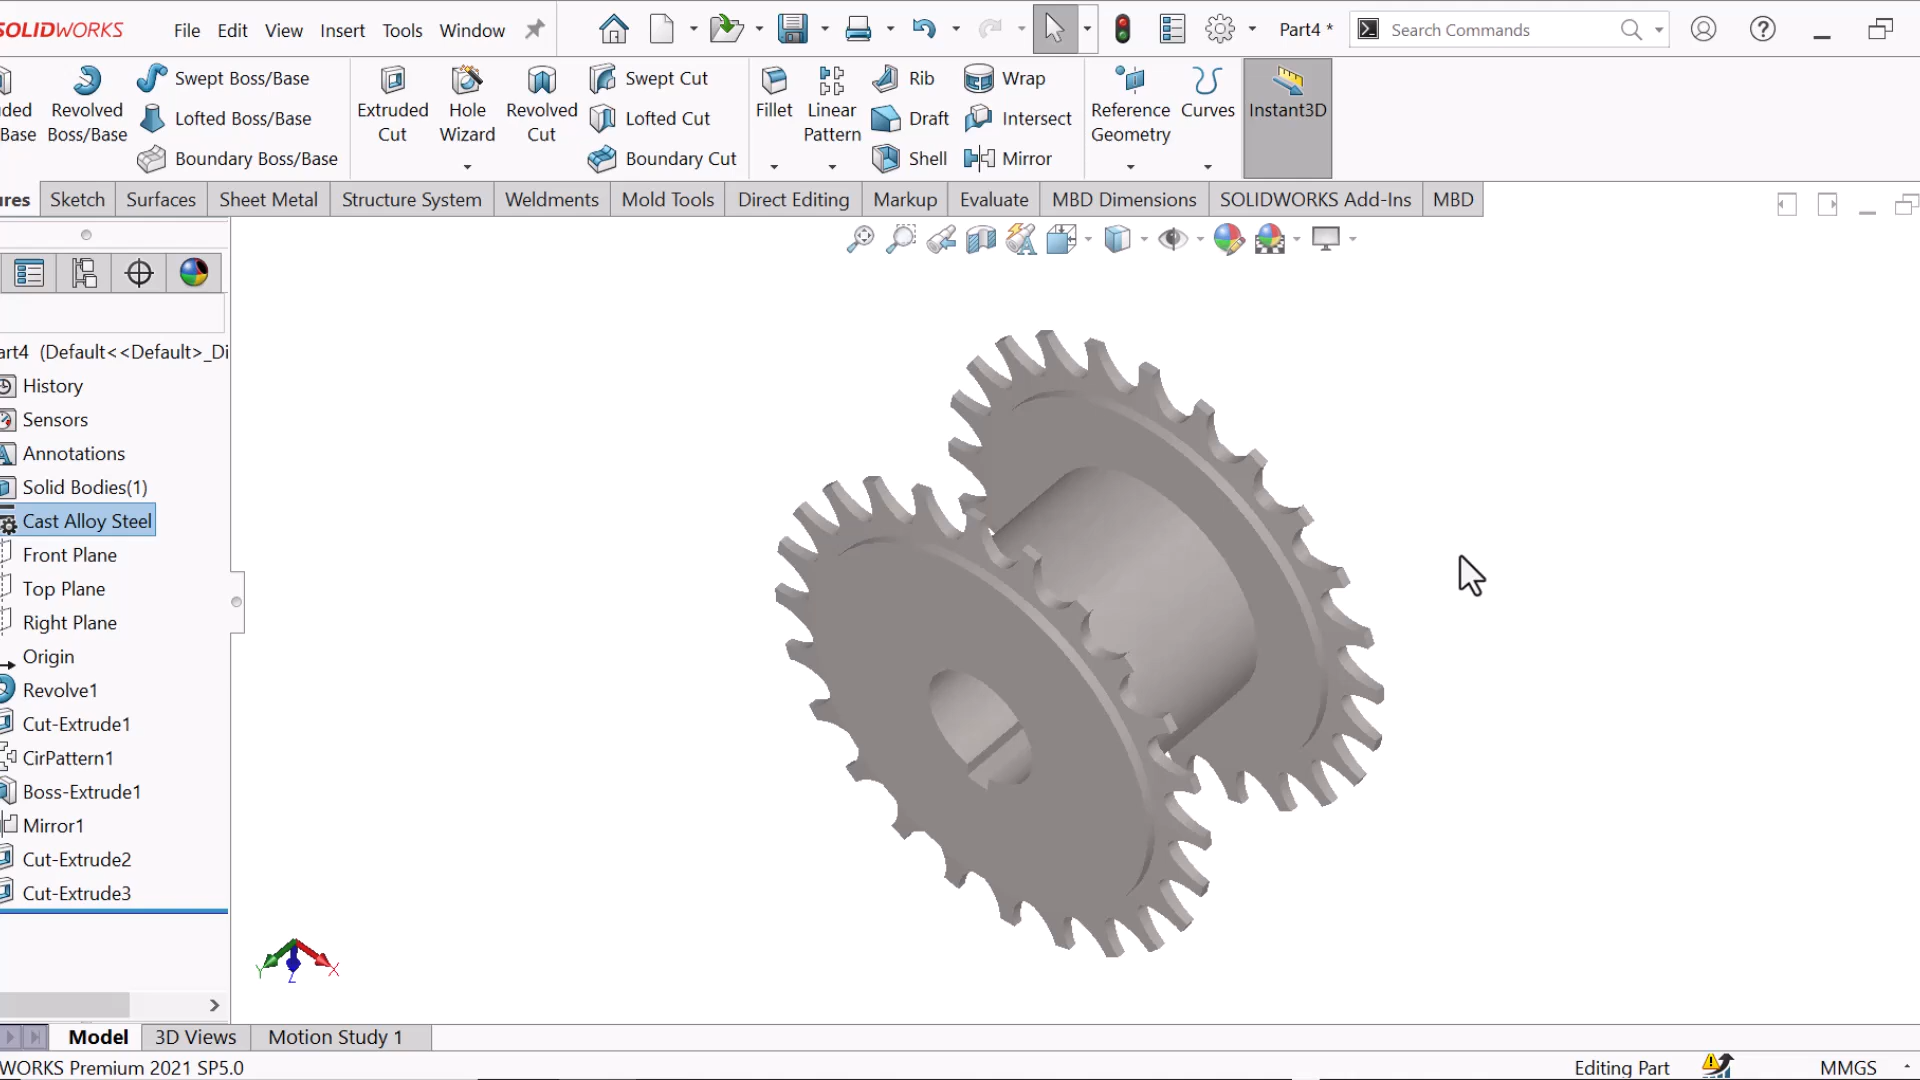 SOLIDWORKS File Edit View Insert Tools Window Part4 * Search Commands
ded Base
Revolved Boss/Base
Swept Boss/Base
Lofted Boss/Base
Boundary Boss/Base
Extruded Cut
Hole Wizard
Revolved Cut
Swept Cut
Lofted Cut
Boundary Cut
Fillet
Linear Pattern
Rib
Draft
Shell
Wrap
Intersect
Mirror
Reference Geometry
Curves
Instant3D
res Sketch Surfaces Sheet Metal Structure System Weldments Mold Tools Direct Editing Markup Evaluate MBD Dimensions SOLIDWORKS Add-Ins MBD
art4 (Default<<Default>_Di
History
Sensors
A Annotations
Solid Bodies(1)
Cast Alloy Steel
Front Plane
Top Plane
Right Plane
Origin
Revolve1
Cut-Extrude1
CirPattern1
Boss-Extrude1
Mirror1
Cut-Extrude2
Cut-Extrude3
Y Z X
Model 3D Views Motion Study 1
WORKS Premium 2021 SP5.0 Editing Part MMGS